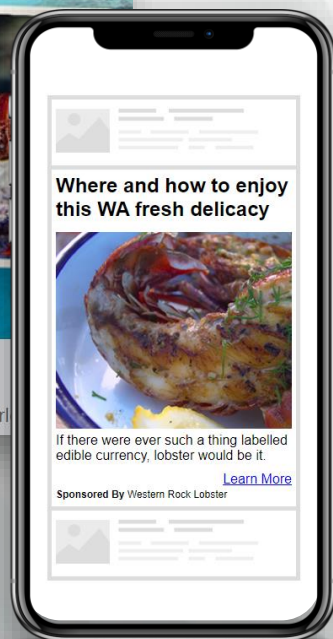 Where and how to enjoy
this WA fresh delicacy
If there were ever such a thing labelled
edible currency, lobster would be it.
Learn More
Sponsored By Western Rock Lobster